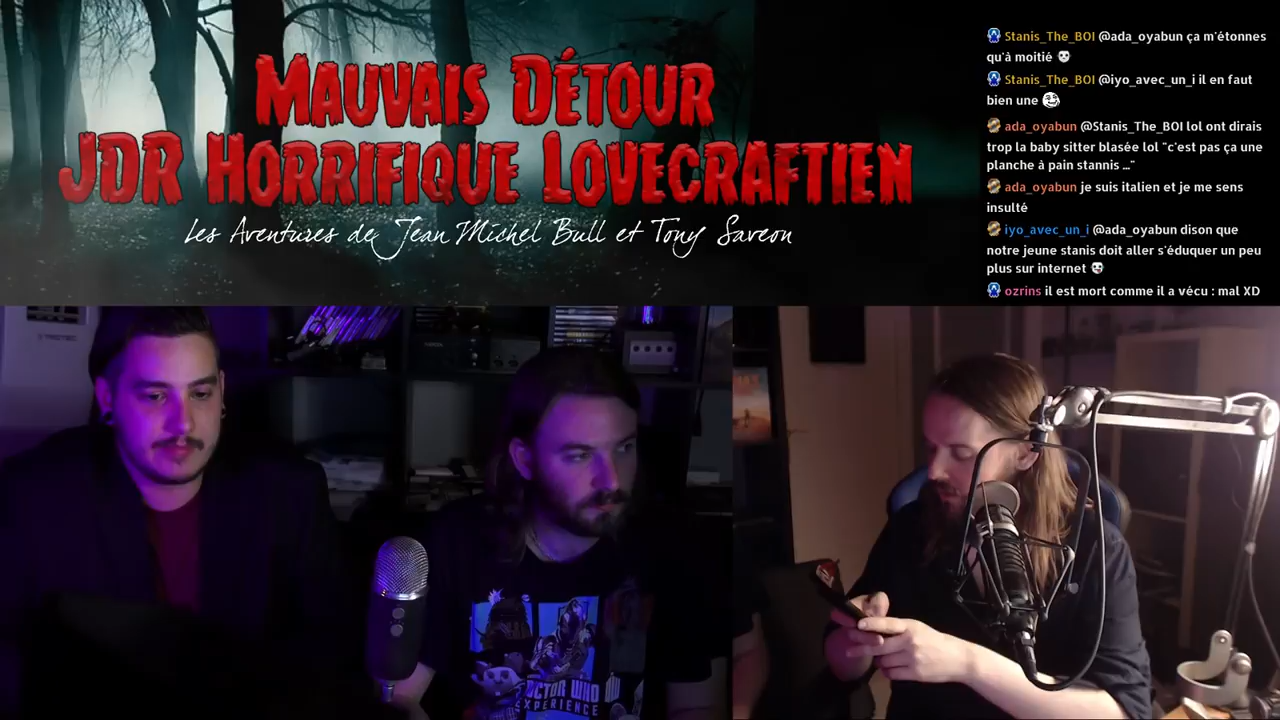 Mauvais Détour
JDR Horrifique Lovecraftien
Les Aventures de Jean Michel Bull et Tony Saveon
Stanis_The_BOI @ada_oyabun ça m'étonnes
qu'à moitié
Stanis_The_BOI @iyo_avec_un_i il en faut
bien une
ada_oyabun @Stanis_The_BOI lol ont dirais
trop la baby sitter blasée lol "c'est pas ça une
planche à pain stannis ..."
ada_oyabun je suis italien et je me sens
insulté
iyo_avec_un_i @ada_oyabun dison que
notre jeune stanis doit aller s'éduquer un peu
plus sur internet
ozrins il est mort comme il a vécu : mal XD
DOCTOR WHO
EXPERIENCE